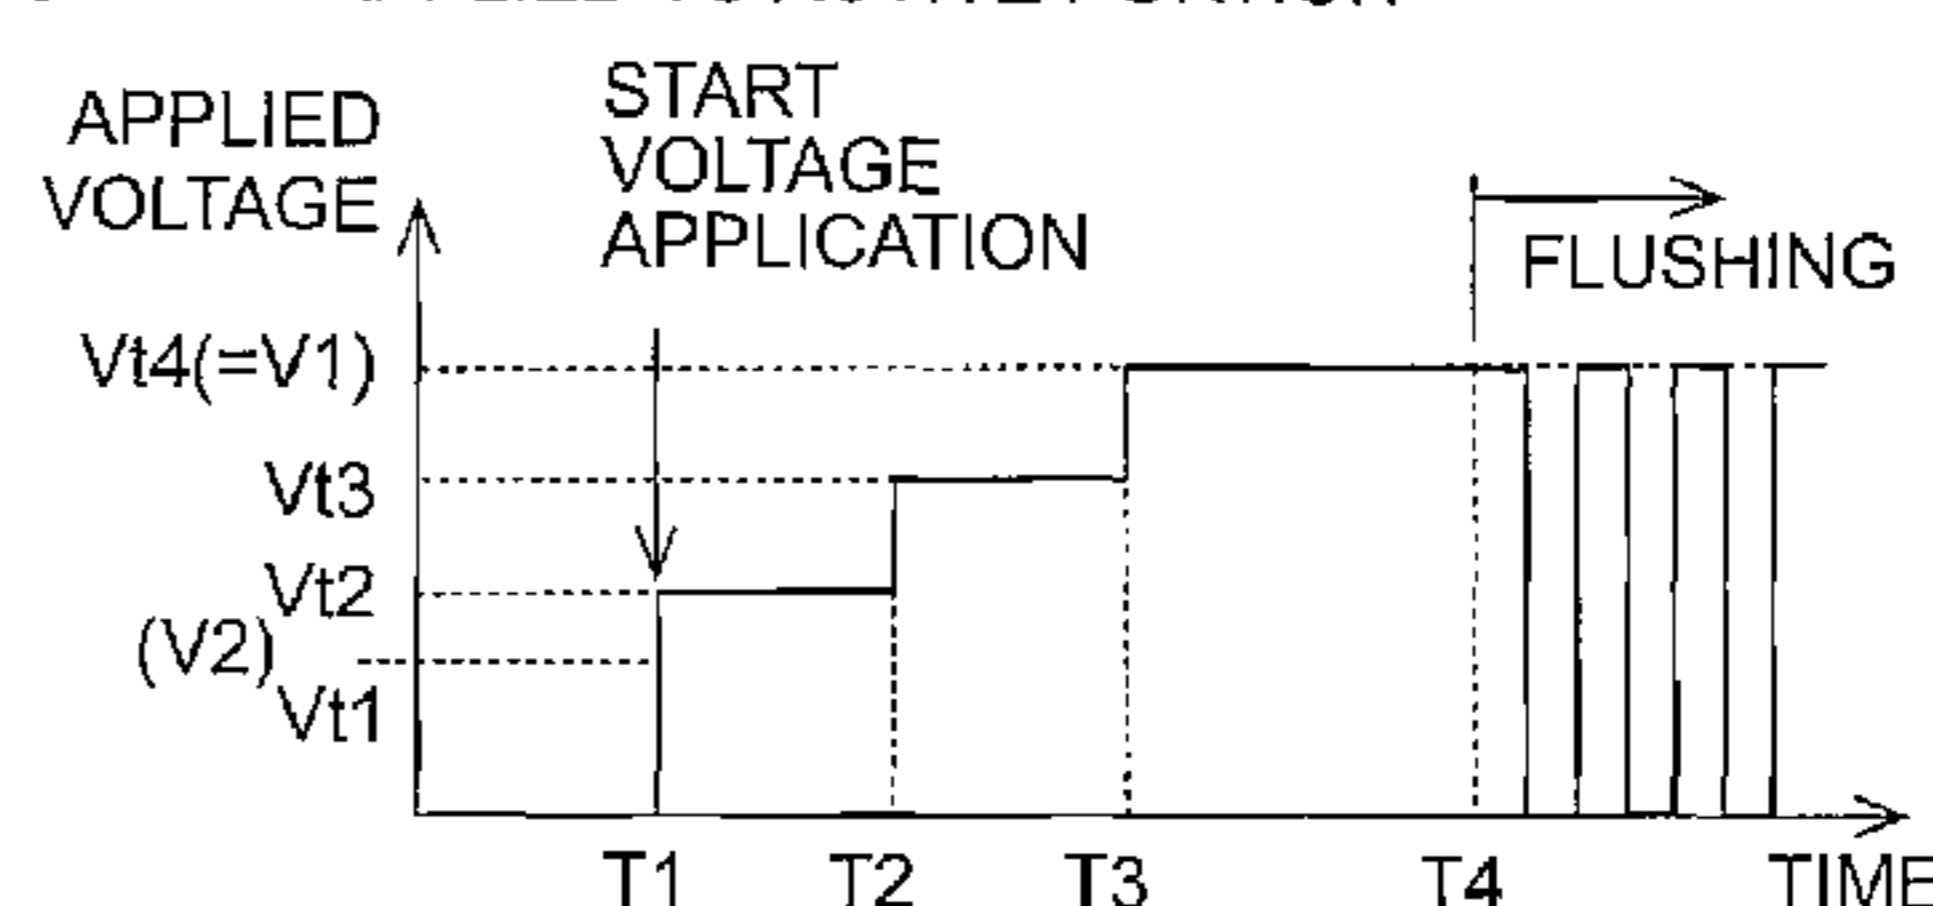 APPLIED
VOLTAGE
START
VOLTAGE
APPLICATION
FLUSHING
Vt4(=V1)
Vt3
Vt2
(V2)
Vt1
T1 T2 T3 T4 TIME